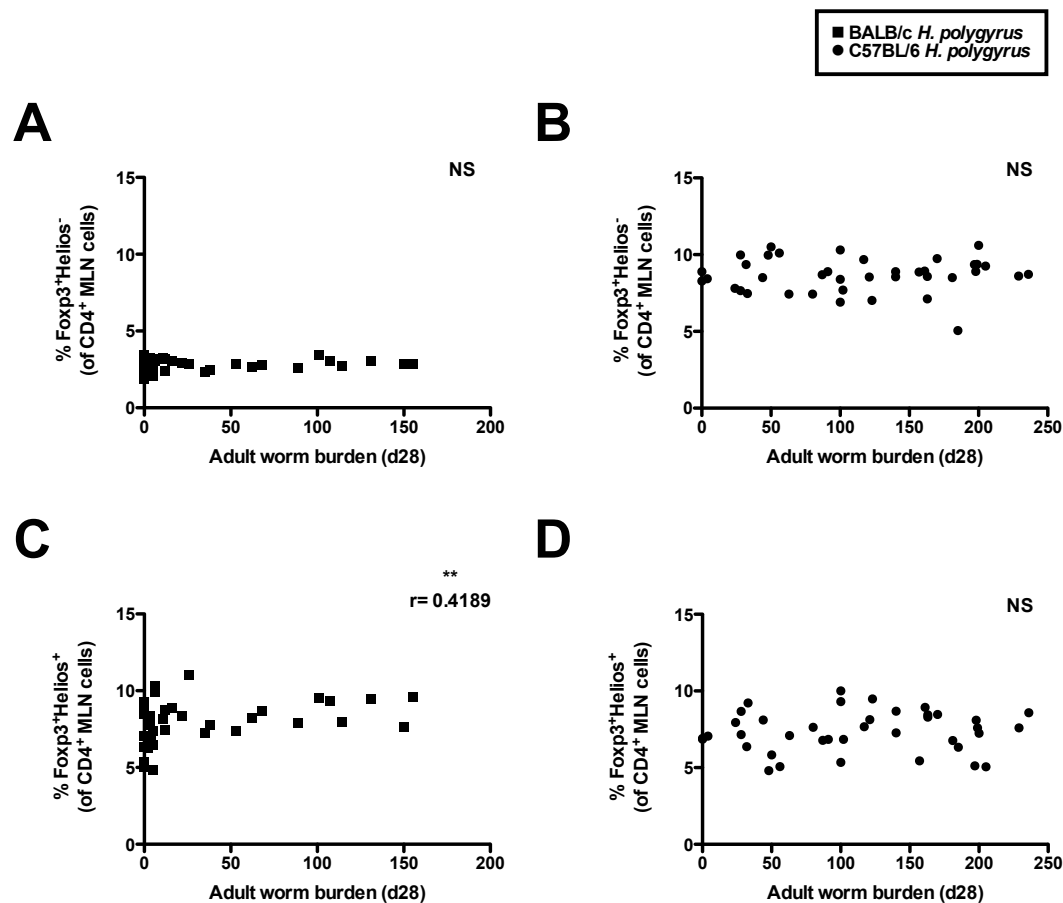 BALB/c H. polygyrus
C57BL/6 H. polygyrus
A
NS
% Foxp3⁺Helios⁻
(of CD4⁺ MLN cells)
15
10
5
0
0 50 100 150 200
Adult worm burden (d28)
B
NS
% Foxp3⁺Helios⁻
(of CD4⁺ MLN cells)
15
10
5
0
0 50 100 150 200 250
Adult worm burden (d28)
C
**
r= 0.4189
% Foxp3⁺Helios⁺
(of CD4⁺ MLN cells)
15
10
5
0
0 50 100 150 200
Adult worm burden (d28)
D
NS
% Foxp3⁺Helios⁺
(of CD4⁺ MLN cells)
15
10
5
0
0 50 100 150 200 250
Adult worm burden (d28)